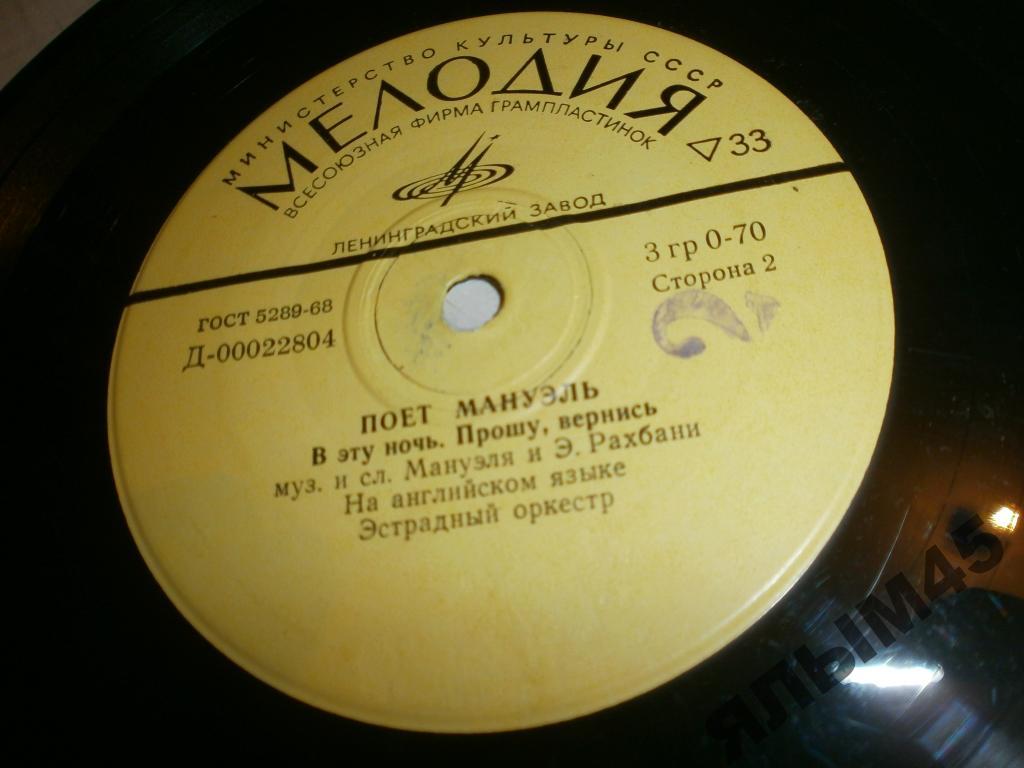 МИНИСТЕРСТВО КУЛЬТУРЫ СССР
МЕЛОДИЯ
ВСЕСОЮЗНАЯ ФИРМА ГРАМПЛАСТИНОК
33
ЛЕНИНГРАДСКИЙ ЗАВОД
3 гр 0-70
Сторона 2
ГОСТ 5289-68
Д-00022804
ПОЕТ МАНУЭЛЬ
В эту ночь. Прошу, вернись
муз. и сл. Мануэля и Э. Рахбани
На английском языке
Эстрадный оркестр
ЯЛЫМ45